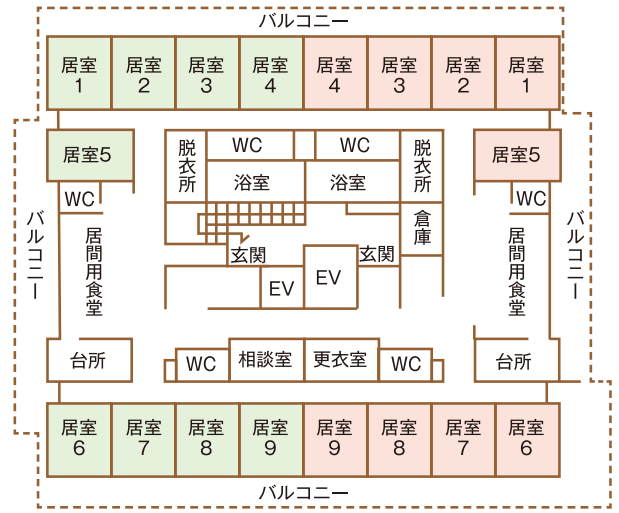 バルコニー
居室
1
居室
2
居室
3
居室
4
居室
4
居室
3
居室
2
居室
1
居室5
脱衣所
WC
WC
脱衣所
居室5
浴室
浴室
WC
WC
倉庫
バルコニー
居間用食堂
玄関
玄関
居間用食堂
バルコニー
EV
EV
台所
WC
相談室
更衣室
WC
台所
居室
6
居室
7
居室
8
居室
9
居室
9
居室
8
居室
7
居室
6
バルコニー